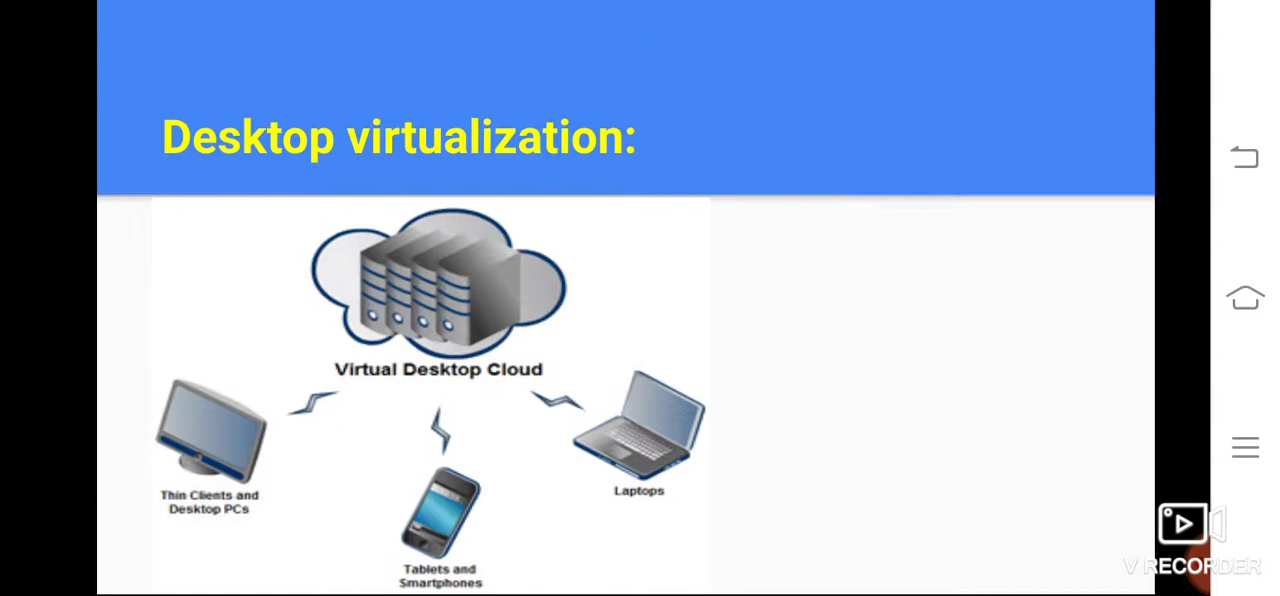 Desktop virtualization:
Virtual Desktop Cloud
Thin Clients and
Desktop PCs
Laptops
Tablets and
Smartphones
V RECORDER